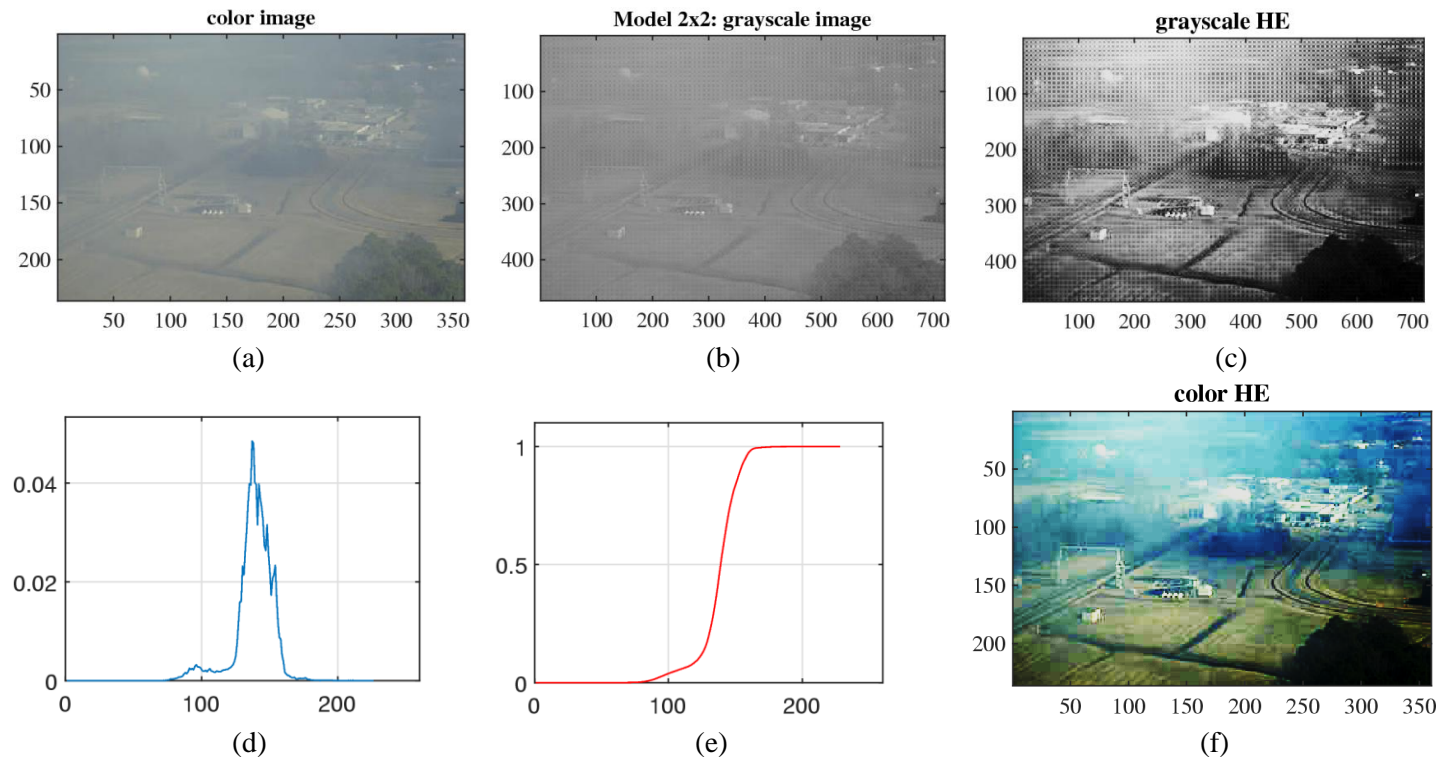 color image
50
100
150
200
50 100 150 200 250 300 350
(a)
Model 2x2: grayscale image
100
200
300
400
100 200 300 400 500 600 700
(b)
grayscale HE
100
200
300
400
100 200 300 400 500 600 700
(c)
0.04
0.02
0
0 100 200
(d)
1
0.5
0
0 100 200
(e)
color HE
50
100
150
200
50 100 150 200 250 300 350
(f)